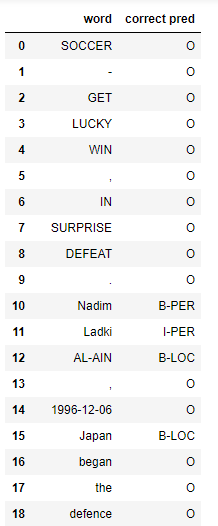 word correct pred
0 SOCCER O
1 - O
2 GET O
3 LUCKY O
4 WIN O
5 , O
6 IN O
7 SURPRISE O
8 DEFEAT O
9 . O
10 Nadim B-PER
11 Ladki I-PER
12 AL-AIN B-LOC
13 , O
14 1996-12-06 O
15 Japan B-LOC
16 began O
17 the O
18 defence O